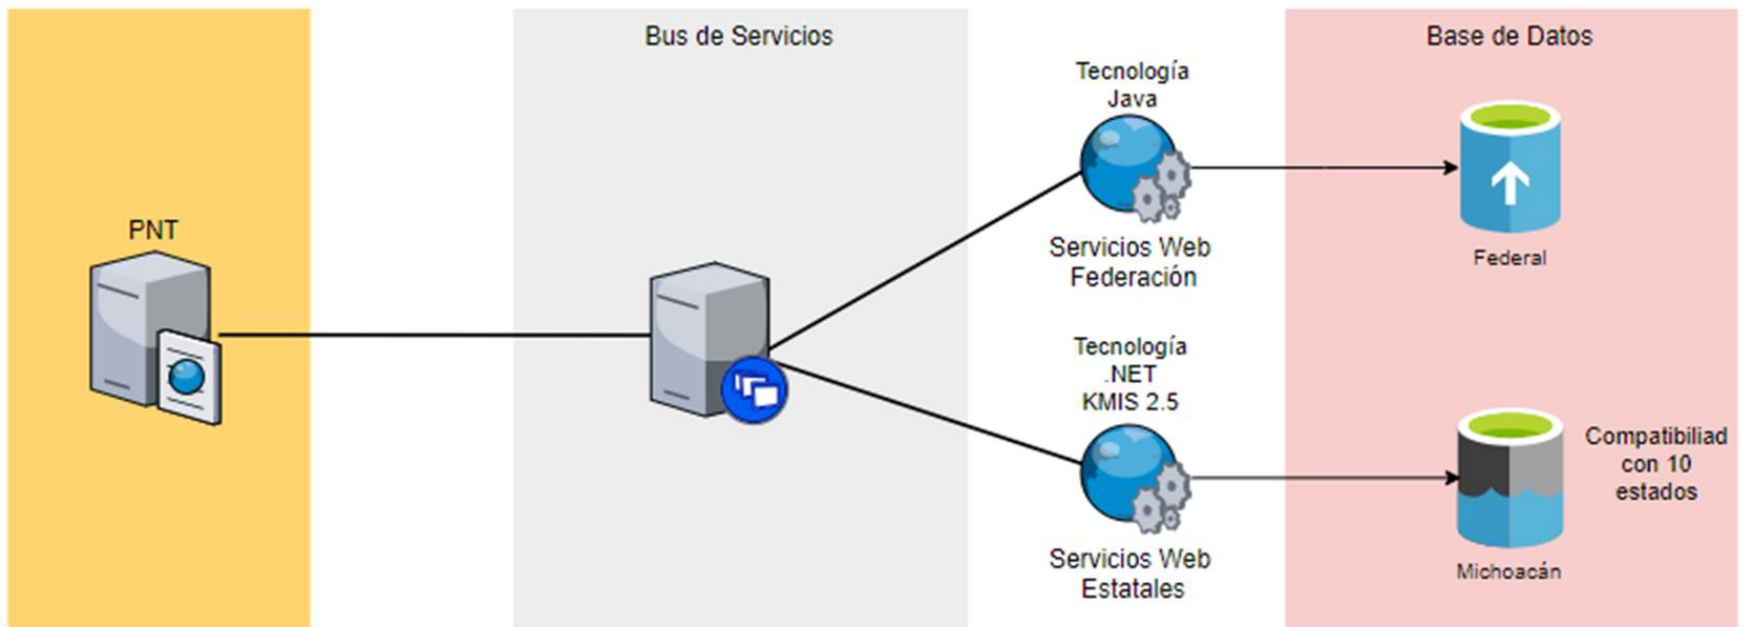 PNT
Bus de Servicios
Tecnología
Java
Servicios Web
Federación
Tecnología
.NET
KMIS 2.5
Servicios Web
Estatales
Base de Datos
Federal
Compatibiliad
con 10
estados
Michoacán